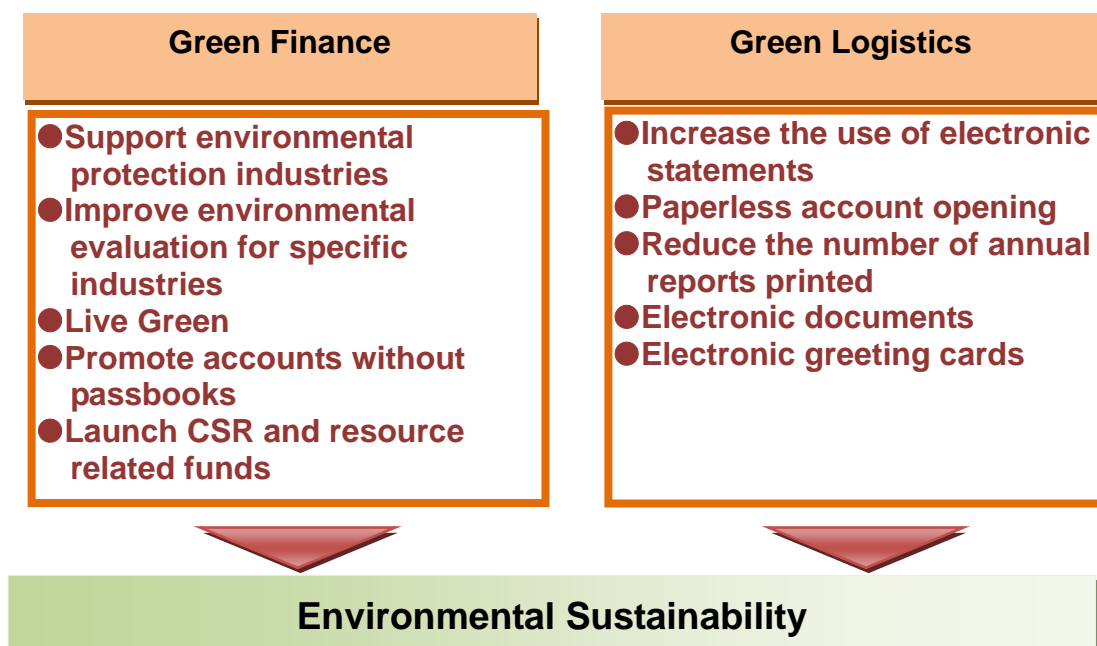 Green Finance
●Support environmental
protection industries
●Improve environmental
evaluation for specific
industries
●Live Green
●Promote accounts without
passbooks
●Launch CSR and resource
related funds
Green Logistics
●Increase the use of electronic
statements
●Paperless account opening
●Reduce the number of annual
reports printed
●Electronic documents
●Electronic greeting cards
Environmental Sustainability